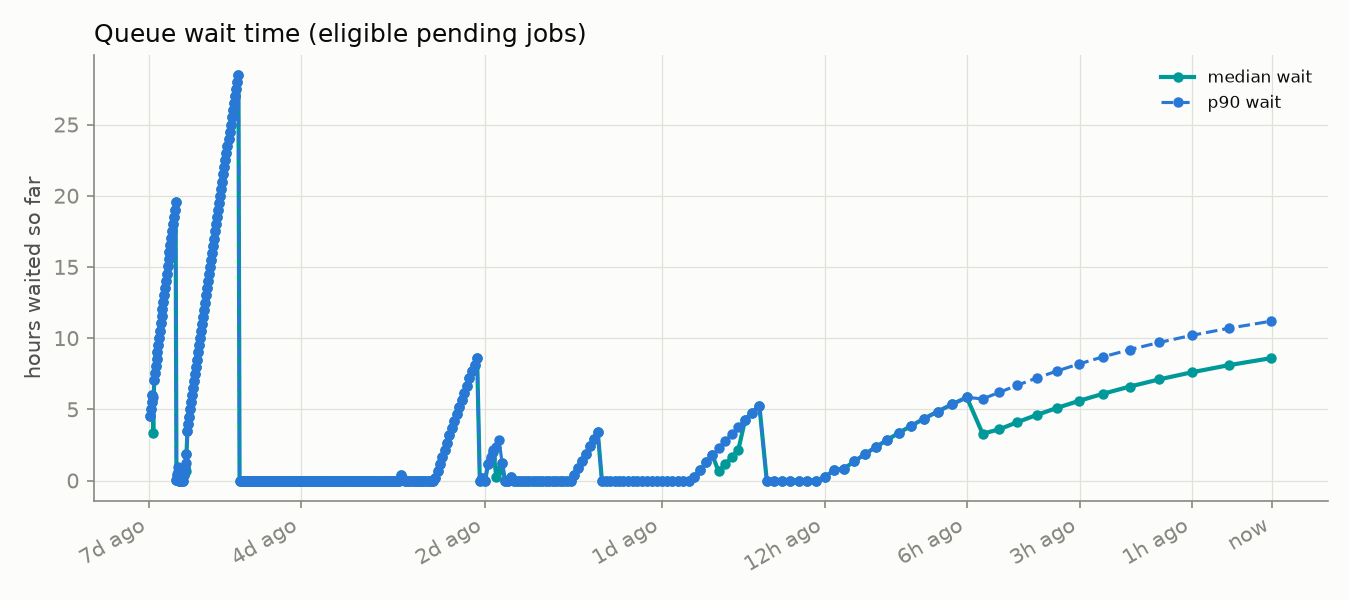 Queue wait time (eligible pending jobs)
median wait
p90 wait
hours waited so far
25
20
15
10
5
0
7d ago
4d ago
2d ago
1d ago
12h ago
6h ago
3h ago
1h ago
now